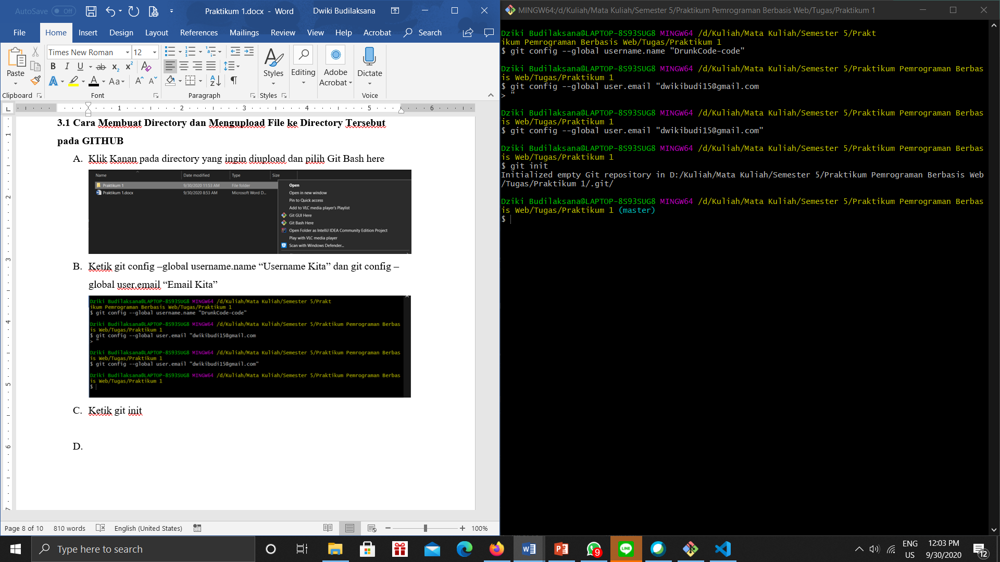 AutoSave Off
Praktikum 1.docx - Word
Dwiki Budilaksana
File Home Insert Design Layout References Mailings Review View Help Acrobat Search
Paste
Times New Roman 12
Styles
Editing
Adobe Acrobat
Dictate
Clipboard Font Paragraph Styles Voice
1 2 3 4 5 6
3.1 Cara Membuat Directory dan Mengupload File ke Directory Tersebut
pada GITHUB
A. Klik Kanan pada directory yang ingin diupload dan pilih Git Bash here
Name Date modified Type Size
Praktikum 1 9/30/2020 11:53 AM File folder
Praktikum 1.docx 9/30/2020 8:53 AM Microsoft Word D...
Open
Open in new window
Pin to Quick access
Add to VLC media player's Playlist
Git GUI Here
Git Bash Here
Open Folder as IntelliJ IDEA Community Edition Project
Play with VLC media player
Scan with Windows Defender...
B. Ketik git config –global username.name “Username Kita” dan git config –
global user.email “Email Kita”
Dziki Budilaksana@LAPTOP-8S93SUG8 MINGW64 /d/Kuliah/Mata Kuliah/Semester 5/Prakt
ikum Pemrograman Berbasis Web/Tugas/Praktikum 1
$ git config --global username.name "DrunkCode-code"
Dziki Budilaksana@LAPTOP-8S93SUG8 MINGW64 /d/Kuliah/Mata Kuliah/Semester 5/Praktikum Pemrograman Berbas
is Web/Tugas/Praktikum 1
$ git config --global user.email "dwikibudi15@gmail.com
> "
Dziki Budilaksana@LAPTOP-8S93SUG8 MINGW64 /d/Kuliah/Mata Kuliah/Semester 5/Praktikum Pemrograman Berbas
is Web/Tugas/Praktikum 1
$ git config --global user.email "dwikibudi15@gmail.com"
Dziki Budilaksana@LAPTOP-8S93SUG8 MINGW64 /d/Kuliah/Mata Kuliah/Semester 5/Praktikum Pemrograman Berbas
is Web/Tugas/Praktikum 1
$
C. Ketik git init
D.
Page 8 of 10 810 words English (United States) 100%
MINGW64:/d/Kuliah/Mata Kuliah/Semester 5/Praktikum Pemrograman Berbasis Web/Tugas/Praktikum 1
Dziki Budilaksana@LAPTOP-8S93SUG8 MINGW64 /d/Kuliah/Mata Kuliah/Semester 5/Prakt
ikum Pemrograman Berbasis Web/Tugas/Praktikum 1
$ git config --global username.name "DrunkCode-code"
Dziki Budilaksana@LAPTOP-8S93SUG8 MINGW64 /d/Kuliah/Mata Kuliah/Semester 5/Praktikum Pemrograman Berbas
is Web/Tugas/Praktikum 1
$ git config --global user.email "dwikibudi15@gmail.com
> "
Dziki Budilaksana@LAPTOP-8S93SUG8 MINGW64 /d/Kuliah/Mata Kuliah/Semester 5/Praktikum Pemrograman Berbas
is Web/Tugas/Praktikum 1
$ git config --global user.email "dwikibudi15@gmail.com"
Dziki Budilaksana@LAPTOP-8S93SUG8 MINGW64 /d/Kuliah/Mata Kuliah/Semester 5/Praktikum Pemrograman Berbas
is Web/Tugas/Praktikum 1
$ git init
Initialized empty Git repository in D:/Kuliah/Mata Kuliah/Semester 5/Praktikum Pemrograman Berbasis Web
/Tugas/Praktikum 1/.git/
Dziki Budilaksana@LAPTOP-8S93SUG8 MINGW64 /d/Kuliah/Mata Kuliah/Semester 5/Praktikum Pemrograman Berbas
is Web/Tugas/Praktikum 1 (master)
$
Type here to search
9
LINE
ENG
US
12:03 PM
9/30/2020
12